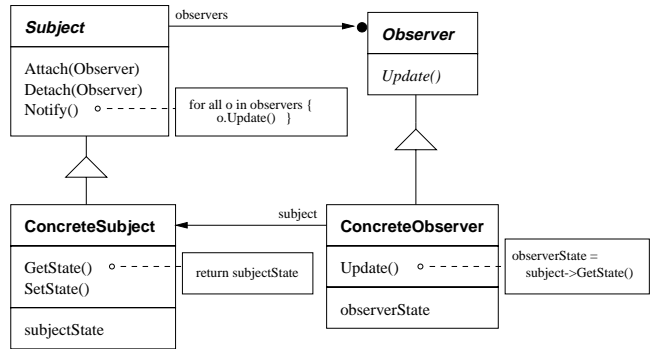 Subject
observers
Observer
Attach(Observer)
Detach(Observer)
Notify()
for all o in observers {
o.Update() }
Update()
ConcreteSubject
subject
ConcreteObserver
GetState()
SetState()
return subjectState
Update()
observerState =
subject->GetState()
subjectState
observerState